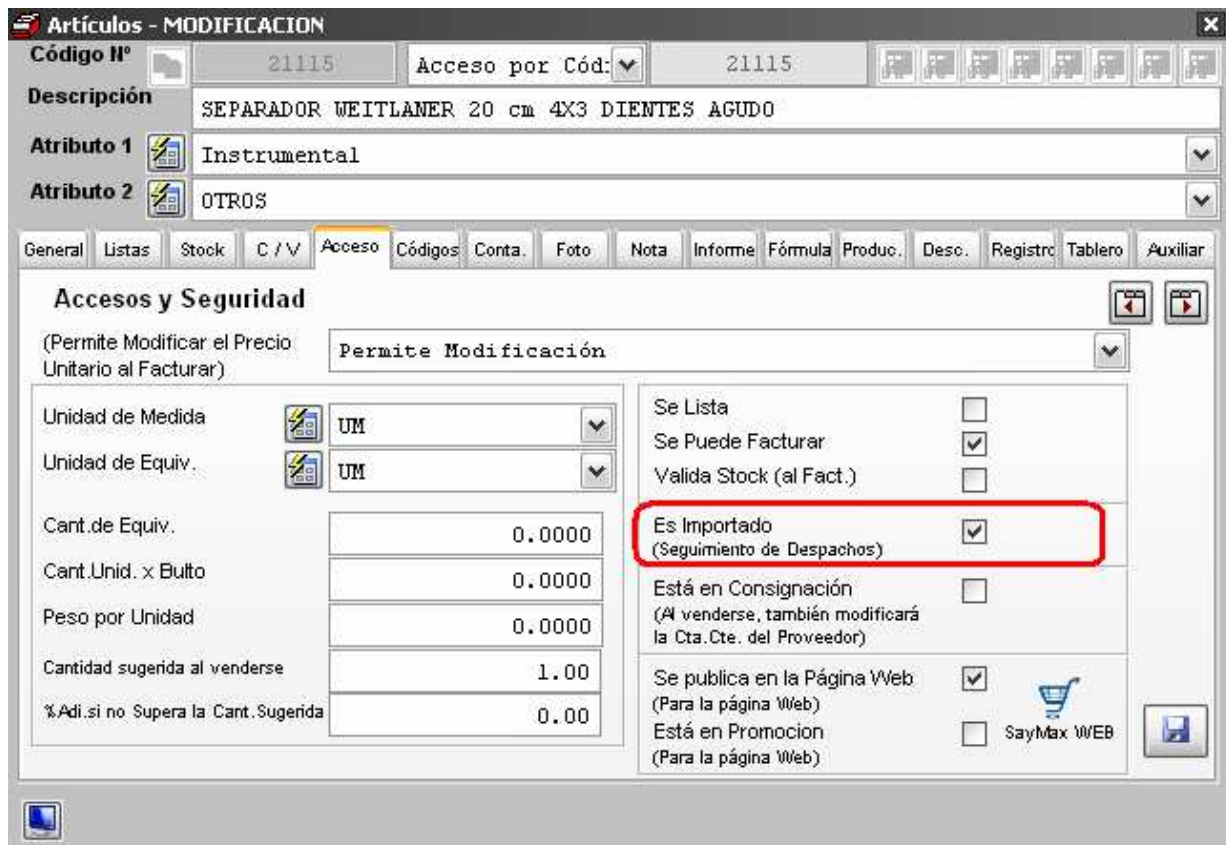 Artículos - MODIFICACION
Código Nº 21115 Acceso por Cód: 21115
Descripción SEPARADOR WEITLANER 20 cm 4X3 DIENTES AGUDO
Atributo 1 Instrumental
Atributo 2 OTROS
General Listas Stock C / V Acceso Códigos Conta. Foto Nota Informe Fórmula Produc. Desc. Registro Tablero Auxiliar
Accesos y Seguridad
(Permite Modificar el Precio
Unitario al Facturar)
Permite Modificación
Unidad de Medida UM
Unidad de Equiv. UM
Cant.de Equiv. 0.0000
Cant.Unid. x Bulto 0.0000
Peso por Unidad 0.0000
Cantidad sugerida al venderse 1.00
%Adi.si no Supera la Cant.Sugerida 0.00
Se Lista
Se Puede Facturar
Valida Stock (al Fact.)
Es Importado
(Seguimiento de Despachos)
Está en Consignación
(Al venderse, también modificará
la Cta.Cte. del Proveedor)
Se publica en la Página Web
(Para la página Web)
Está en Promocion
(Para la página Web)
SayMax WEB